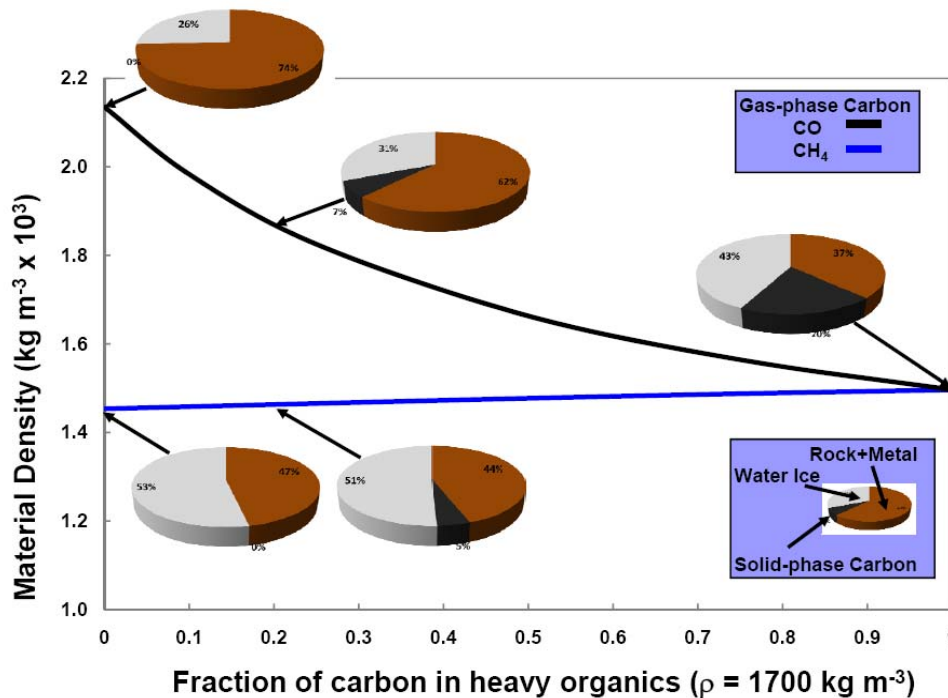 26%
0%
74%
2.2
Gas-phase Carbon
CO
CH₄
31%
62%
7%
2.0
43%
37%
20%
1.8
1.6
1.4
53%
47%
0%
51%
44%
5%
Rock+Metal
Water Ice
Solid-phase Carbon
1.2
1.0
Material Density (kg m⁻³ x 10³)
0 0.1 0.2 0.3 0.4 0.5 0.6 0.7 0.8 0.9
Fraction of carbon in heavy organics (ρ = 1700 kg m⁻³)